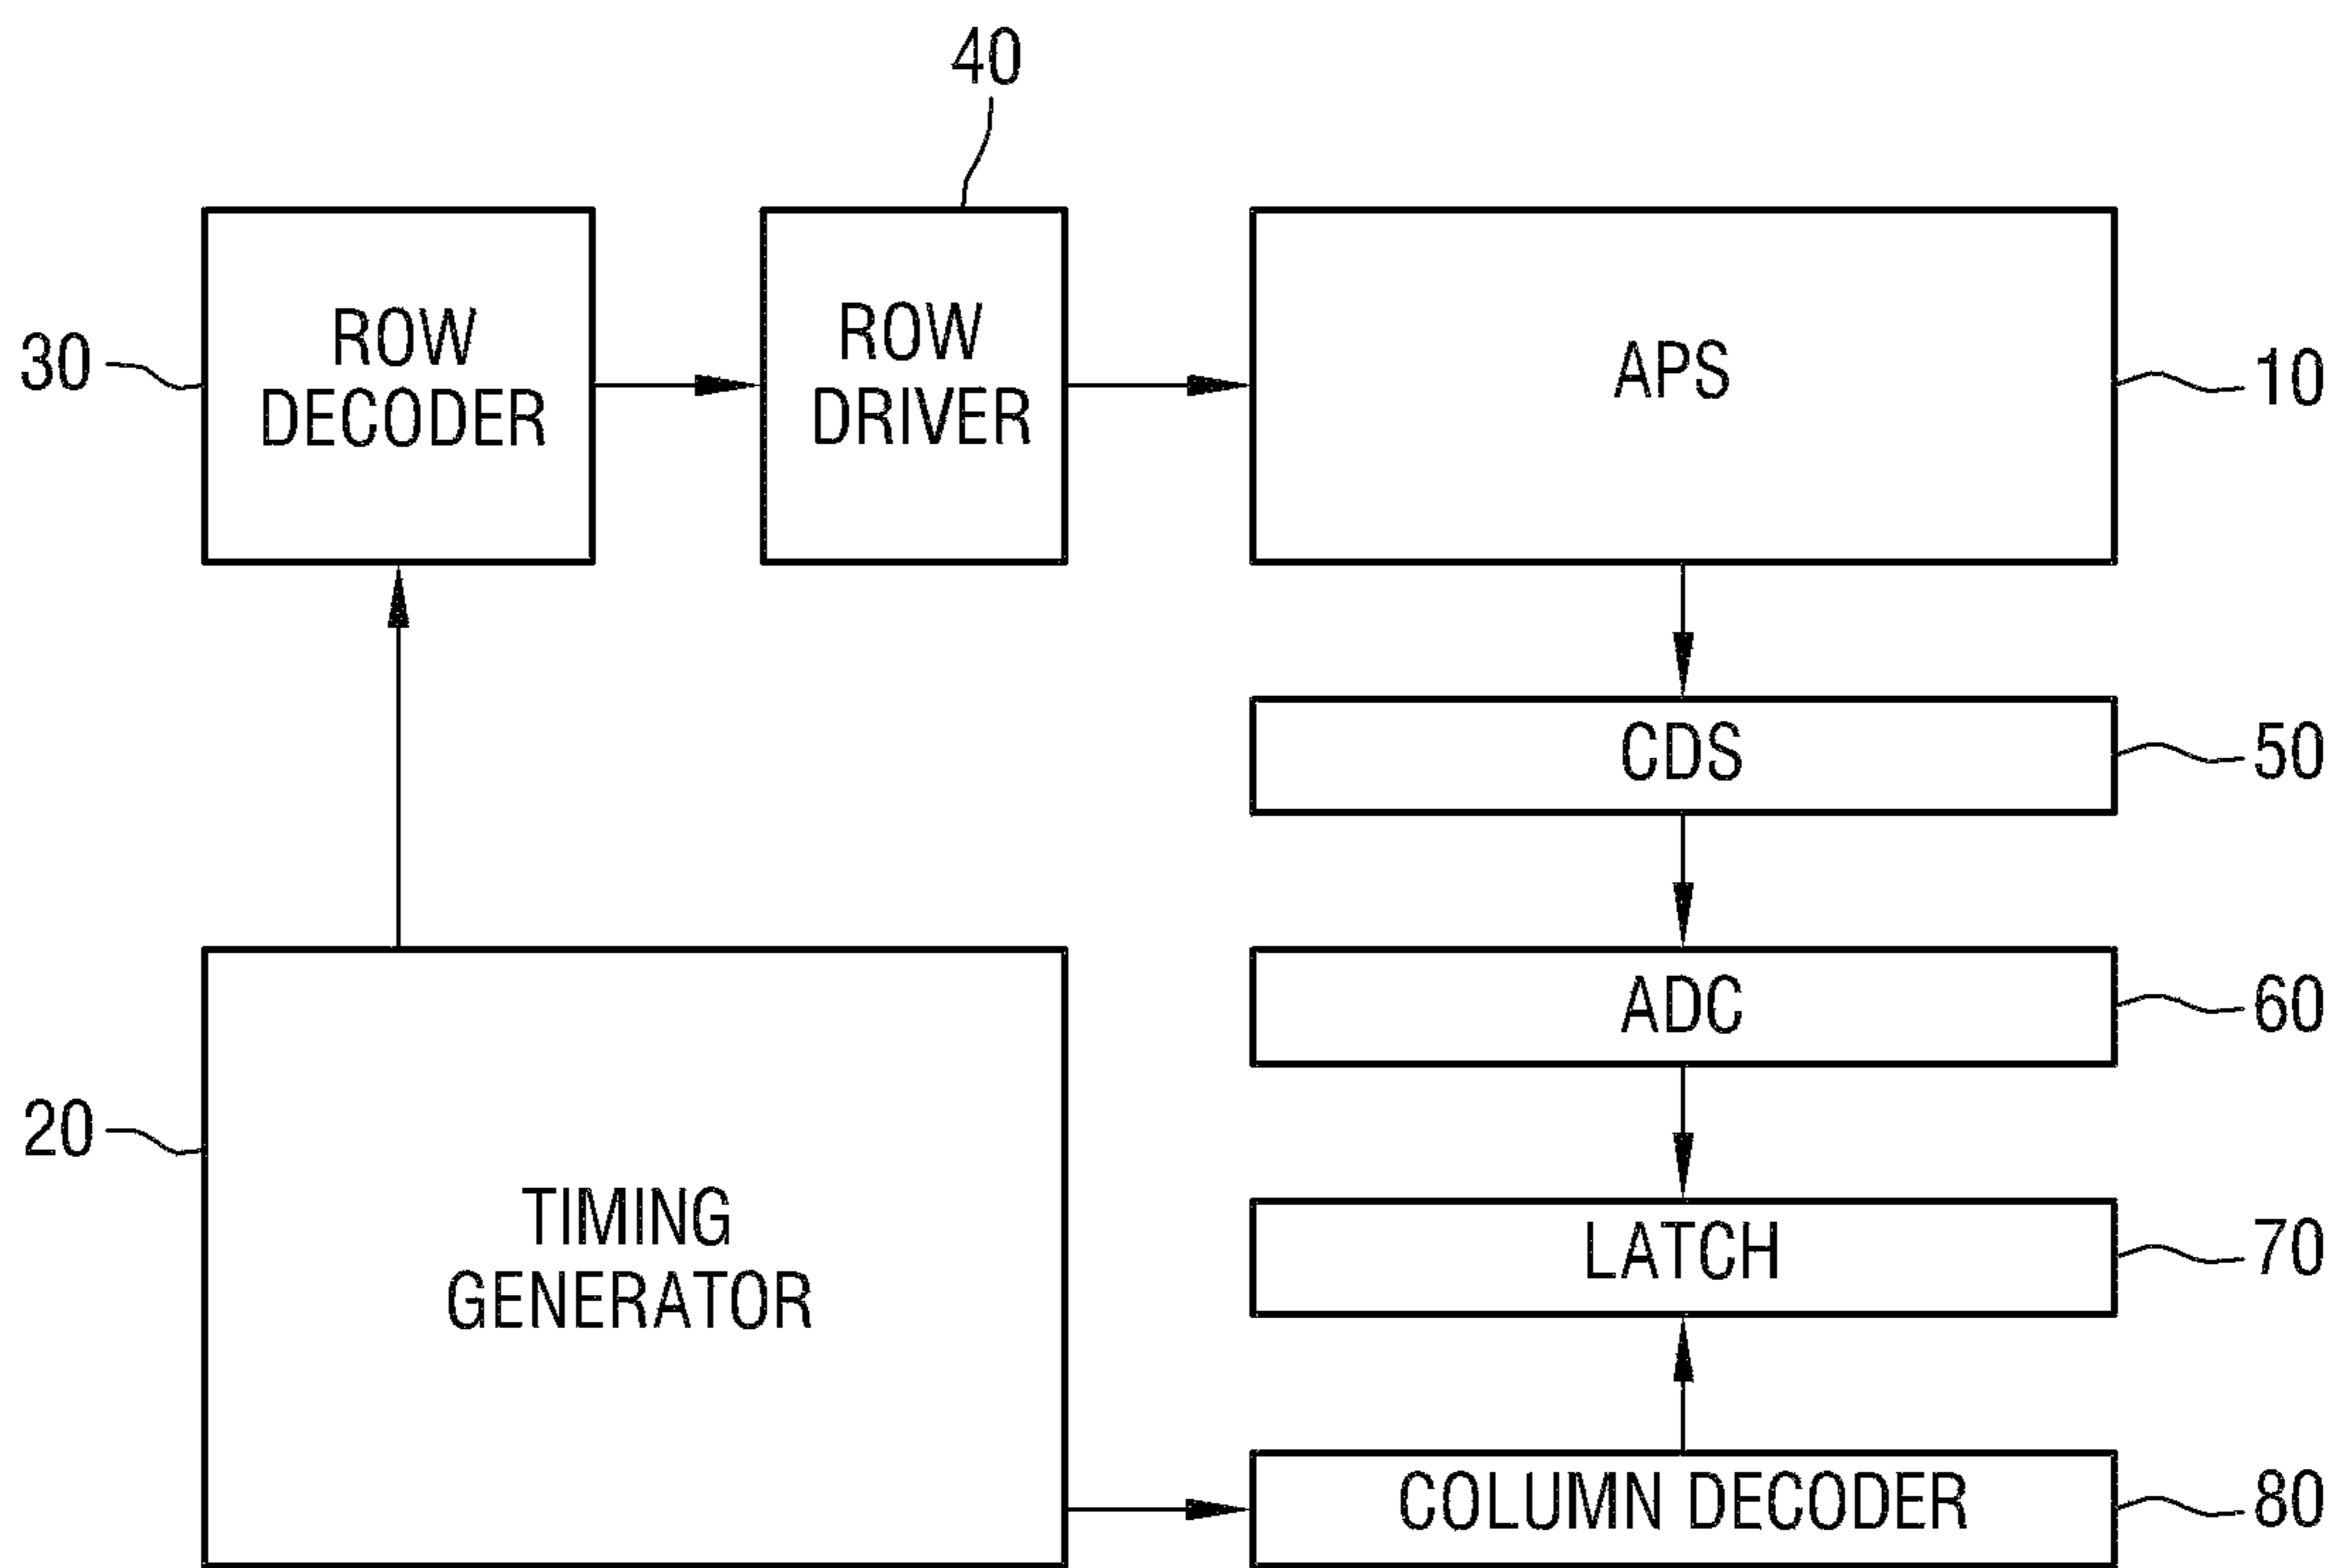 40
30
ROW
DECODER
ROW
DRIVER
APS
10
CDS
50
ADC
60
20
TIMING
GENERATOR
LATCH
70
COLUMN DECODER
80